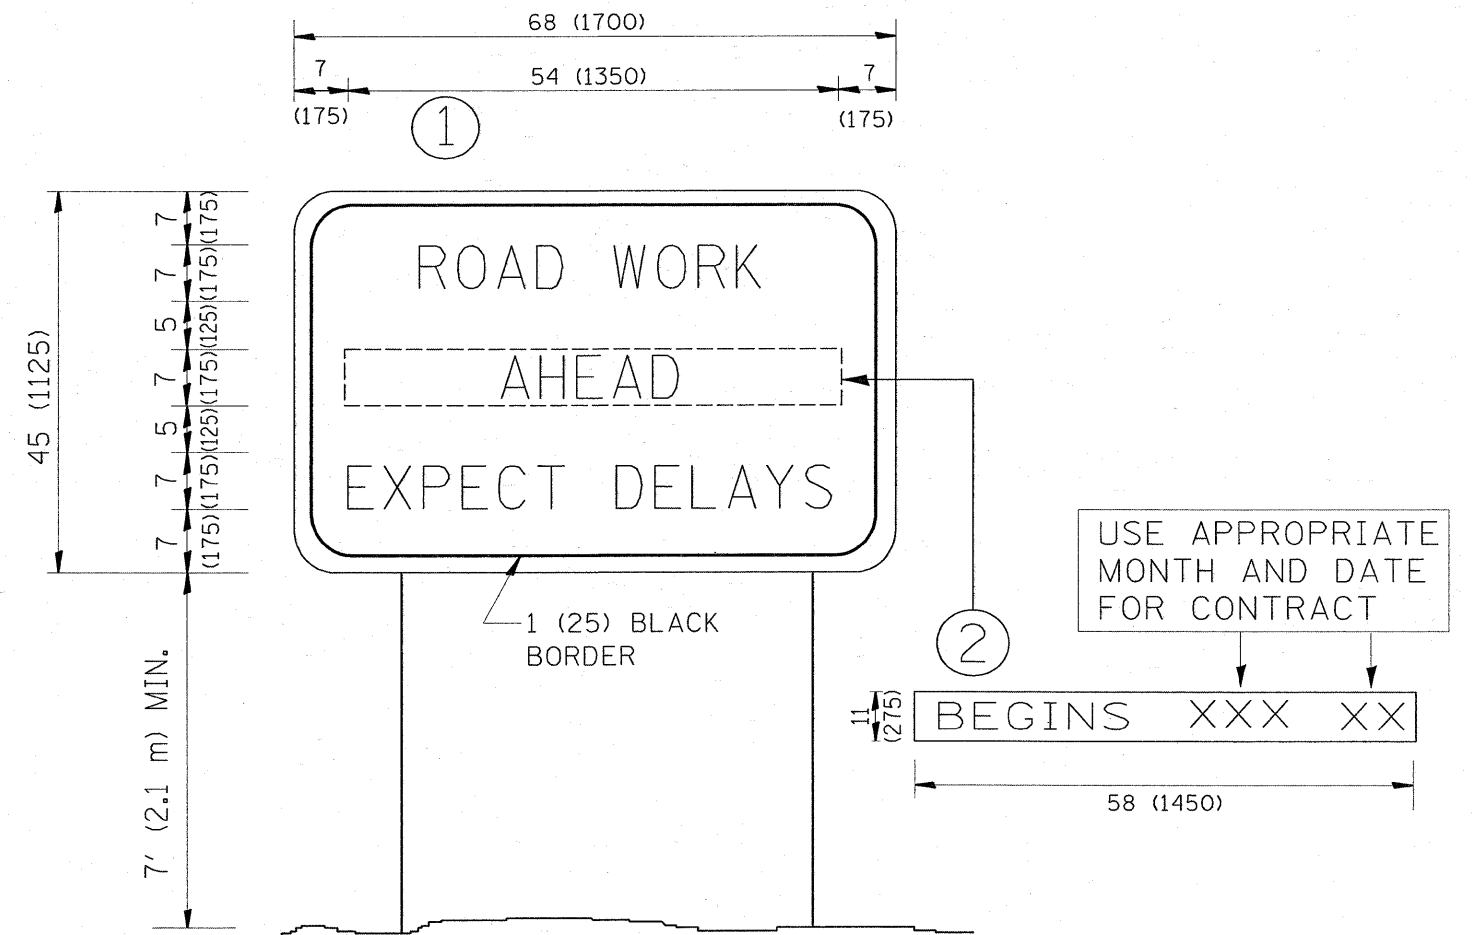 68 (1700)
7
54 (1350)
7
(175)
(175)
1
7 (175)
7 (175)
5 (125)
7 (175)
5 (125)
7 (175)
7 (175)
45 (1125)
ROAD WORK
AHEAD
EXPECT DELAYS
1 (25) BLACK
BORDER
7' (2.1 m) MIN.
2
USE APPROPRIATE
MONTH AND DATE
FOR CONTRACT
11
(275)
BEGINS XXX XX
58 (1450)